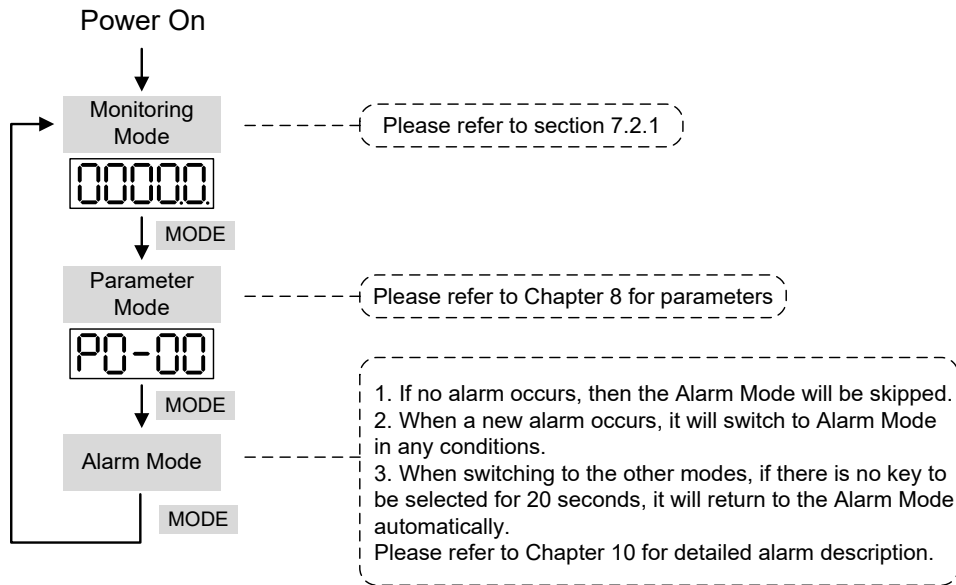 Power On
Monitoring
Mode
Please refer to section 7.2.1
0000.0.
MODE
Parameter
Mode
Please refer to Chapter 8 for parameters
P0-00
MODE
1. If no alarm occurs, then the Alarm Mode will be skipped.
2. When a new alarm occurs, it will switch to Alarm Mode
in any conditions.
Alarm Mode
3. When switching to the other modes, if there is no key to
be selected for 20 seconds, it will return to the Alarm Mode
automatically.
Please refer to Chapter 10 for detailed alarm description.
MODE